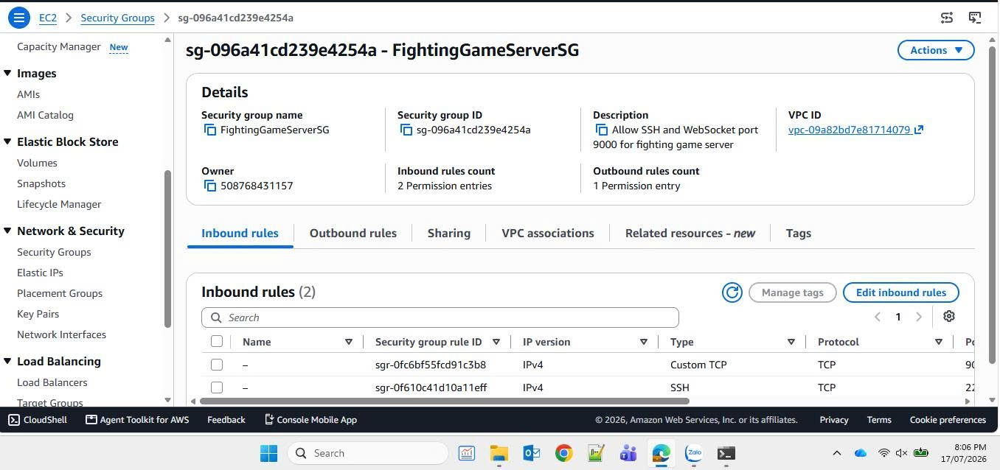 EC2 > Security Groups > sg-096a41cd239e4254a
Capacity Manager New
Images
AMIs
AMI Catalog
Elastic Block Store
Volumes
Snapshots
Lifecycle Manager
Network & Security
Security Groups
Elastic IPs
Placement Groups
Key Pairs
Network Interfaces
Load Balancing
Load Balancers
Target Groups
sg-096a41cd239e4254a - FightingGameServerSG
Actions
Details
Security group name
FightingGameServerSG
Security group ID
sg-096a41cd239e4254a
Description
Allow SSH and WebSocket port
9000 for fighting game server
VPC ID
vpc-09a82bd7e81714079
Owner
508768431157
Inbound rules count
2 Permission entries
Outbound rules count
1 Permission entry
Inbound rules Outbound rules Sharing VPC associations Related resources - new Tags
Inbound rules (2)
Manage tags Edit inbound rules
Search
1
Name Security group rule ID IP version Type Protocol
– sgr-0fc6bf55fcd91c3b8 IPv4 Custom TCP TCP
– sgr-0f610c41d10a11eff IPv4 SSH TCP 22
CloudShell Agent Toolkit for AWS Feedback Console Mobile App © 2026, Amazon Web Services, Inc. or its affiliates. Privacy Terms Cookie preferences
Search
Zalo
8:06 PM
17/07/2026